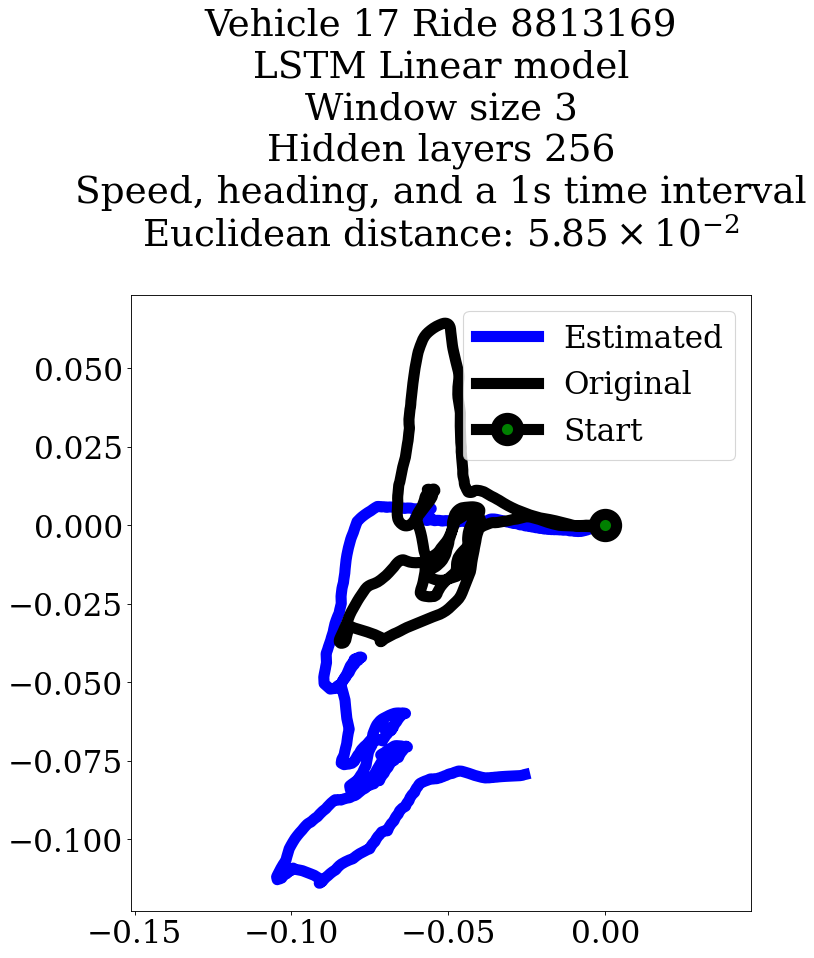 Vehicle 17 Ride 8813169
LSTM Linear model
Window size 3
Hidden layers 256
Speed, heading, and a 1s time interval
Euclidean distance: 5.85 × 10⁻²
Estimated
Original
Start
0.050
0.025
0.000
−0.025
−0.050
−0.075
−0.100
−0.15
−0.10
−0.05
0.00